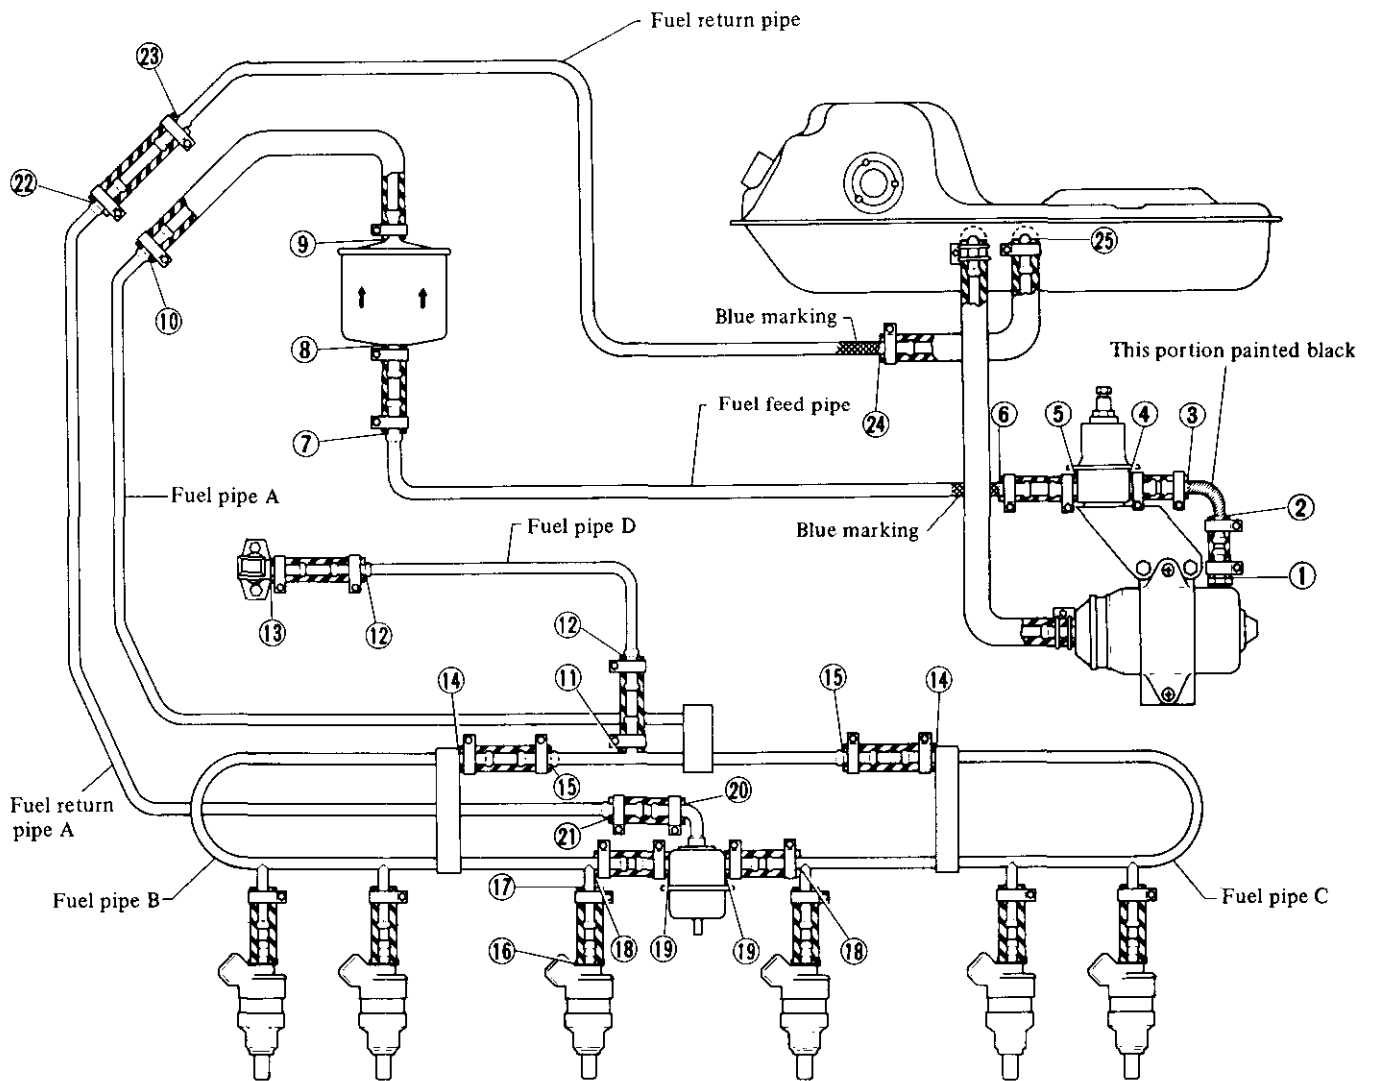 Fuel return pipe
23
22
9
25
10
Blue marking
8
This portion painted black
Fuel feed pipe
24
6
5
4
3
7
Fuel pipe A
Fuel pipe D
Blue marking
2
1
13
12
12
11
14
15
14
15
Fuel return
pipe A
20
21
Fuel pipe B
17
Fuel pipe C
16
18
19
19
18